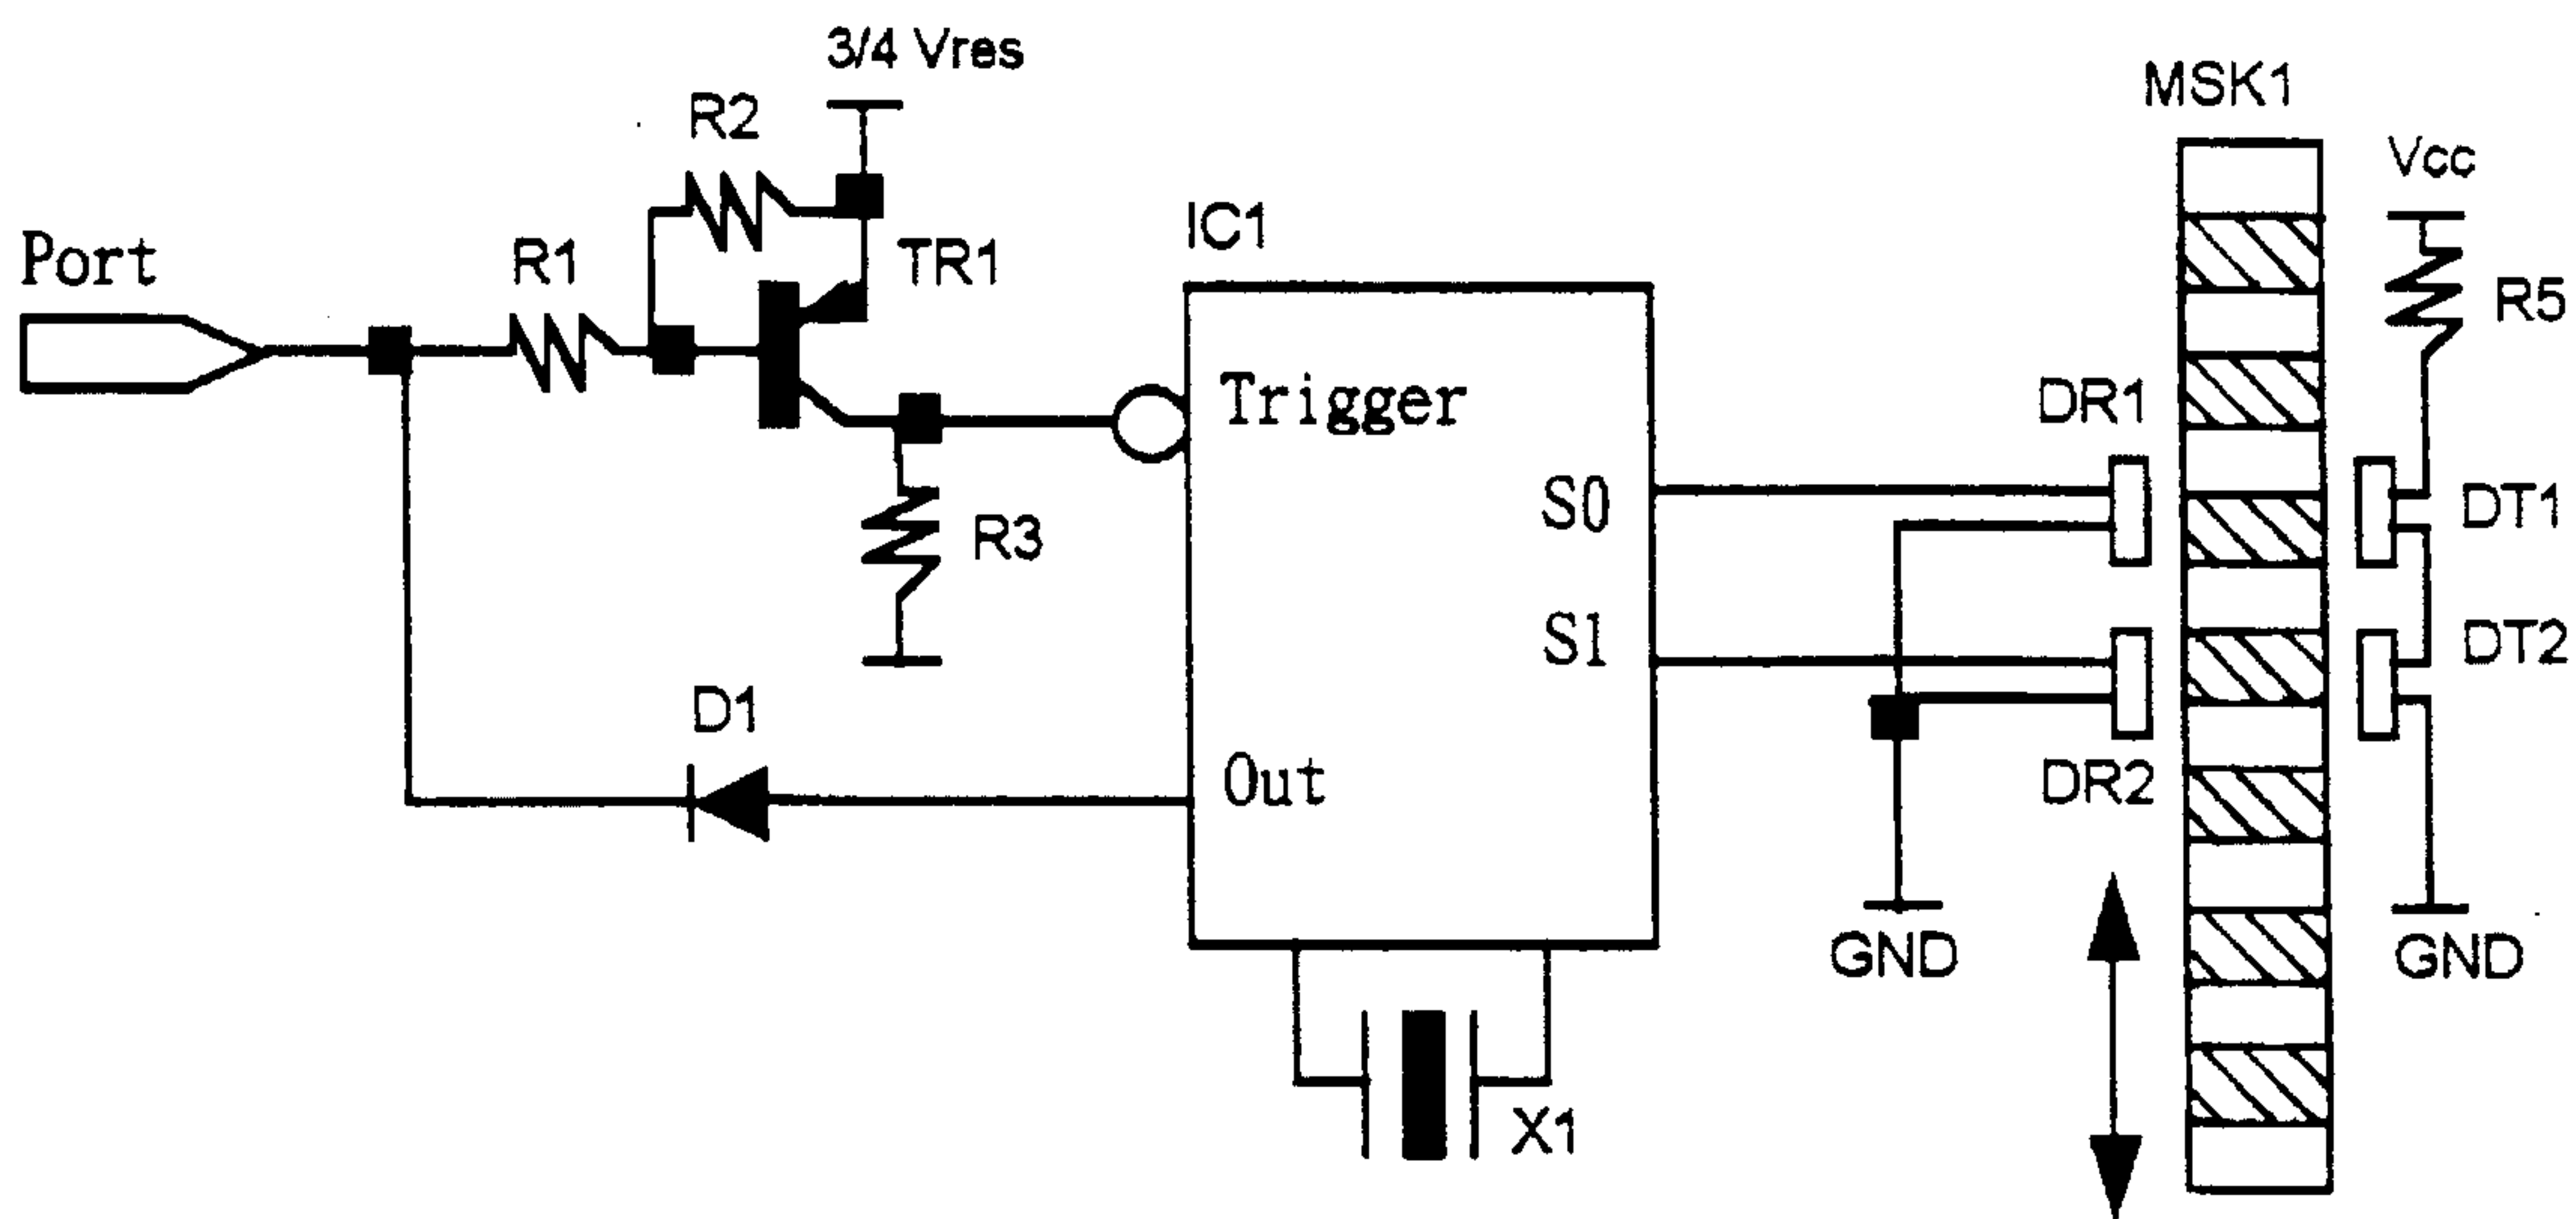 3/4 Vres
MSK1
R2
Vcc
IC1
Port
R1
TR1
R5
Trigger
DR1
S0
DT1
R3
S1
DT2
D1
Out
DR2
GND
GND
X1